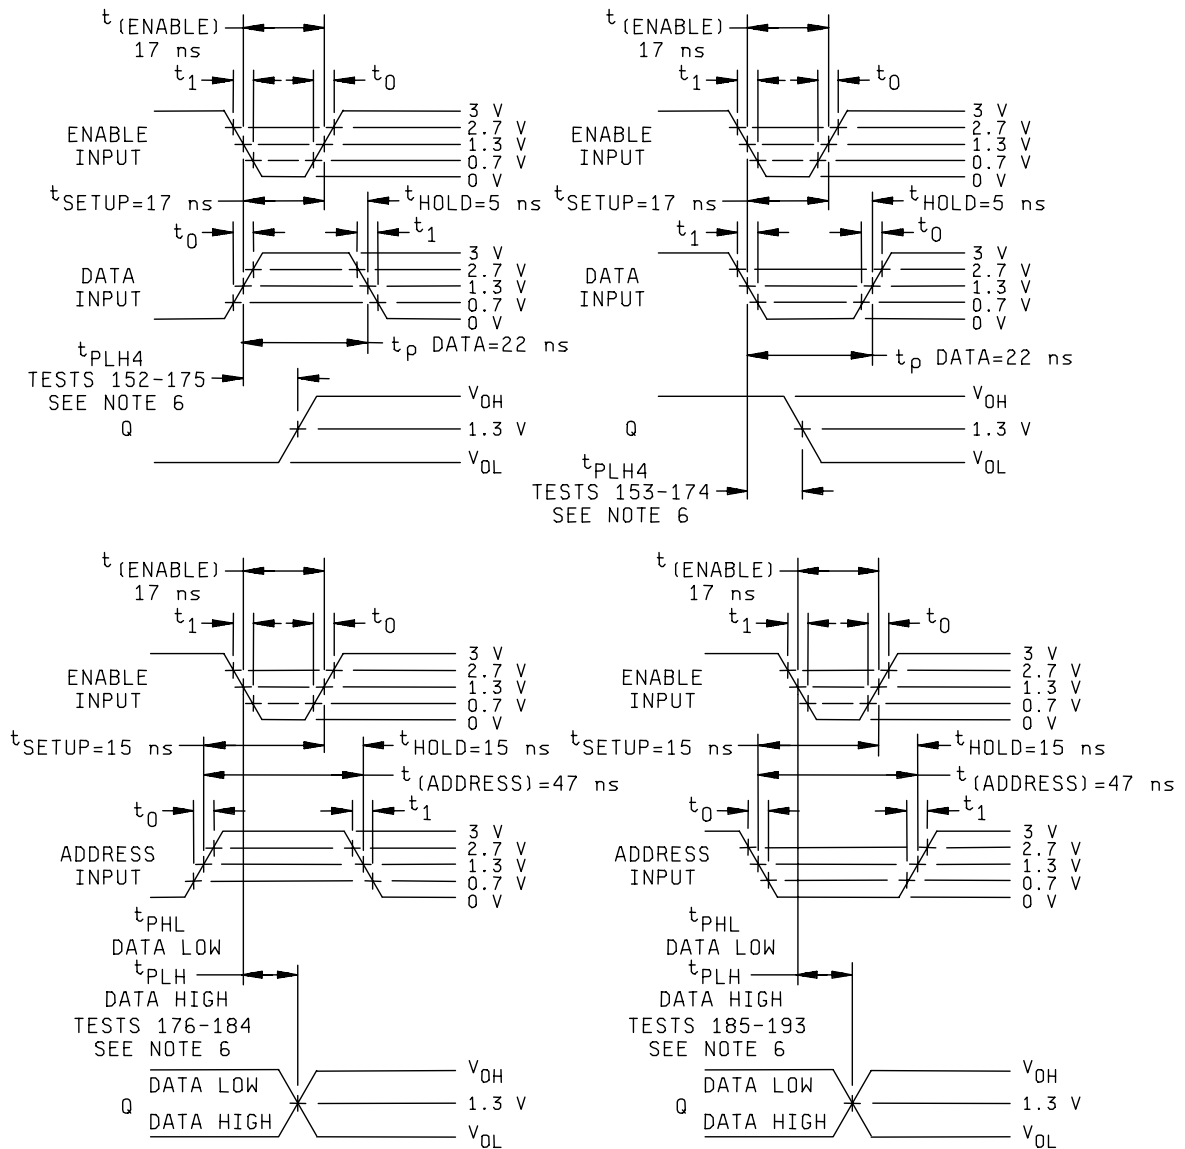 t(ENABLE)
17 ns
t1
t0
ENABLE
INPUT
3 V
2.7 V
1.3 V
0.7 V
0 V
tSETUP=17 ns
tHOLD=5 ns
t0
t1
DATA
INPUT
3 V
2.7 V
1.3 V
0.7 V
0 V
tp DATA=22 ns
tPLH4
TESTS 152-175
SEE NOTE 6
Q
VOH
1.3 V
VOL
t(ENABLE)
17 ns
t1
t0
ENABLE
INPUT
3 V
2.7 V
1.3 V
0.7 V
0 V
tSETUP=17 ns
tHOLD=5 ns
t1
t0
DATA
INPUT
3 V
2.7 V
1.3 V
0.7 V
0 V
tp DATA=22 ns
Q
VOH
1.3 V
VOL
tPLH4
TESTS 153-174
SEE NOTE 6
t(ENABLE)
17 ns
t1
t0
ENABLE
INPUT
3 V
2.7 V
1.3 V
0.7 V
0 V
tSETUP=15 ns
tHOLD=15 ns
t(ADDRESS)=47 ns
t0
t1
ADDRESS
INPUT
3 V
2.7 V
1.3 V
0.7 V
0 V
tPHL
DATA LOW
tPLH
DATA HIGH
TESTS 176-184
SEE NOTE 6
Q
DATA LOW
DATA HIGH
VOH
1.3 V
VOL
t(ENABLE)
17 ns
t1
t0
ENABLE
INPUT
3 V
2.7 V
1.3 V
0.7 V
0 V
tSETUP=15 ns
tHOLD=15 ns
t(ADDRESS)=47 ns
t0
t1
ADDRESS
INPUT
3 V
2.7 V
1.3 V
0.7 V
0 V
tPHL
DATA LOW
tPLH
DATA HIGH
TESTS 185-193
SEE NOTE 6
Q
DATA LOW
DATA HIGH
VOH
1.3 V
VOL